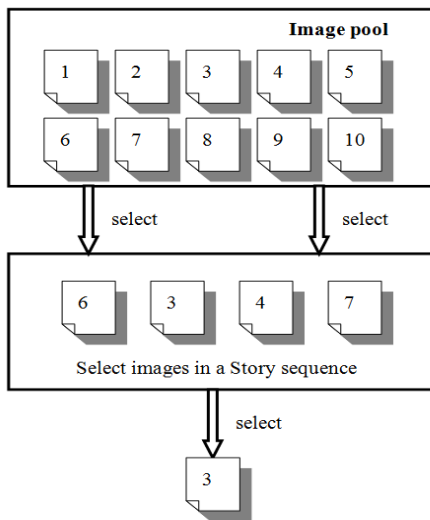 Image pool
1 2 3 4 5
6 7 8 9 10
select select
6 3 4 7
Select images in a Story sequence
select
3